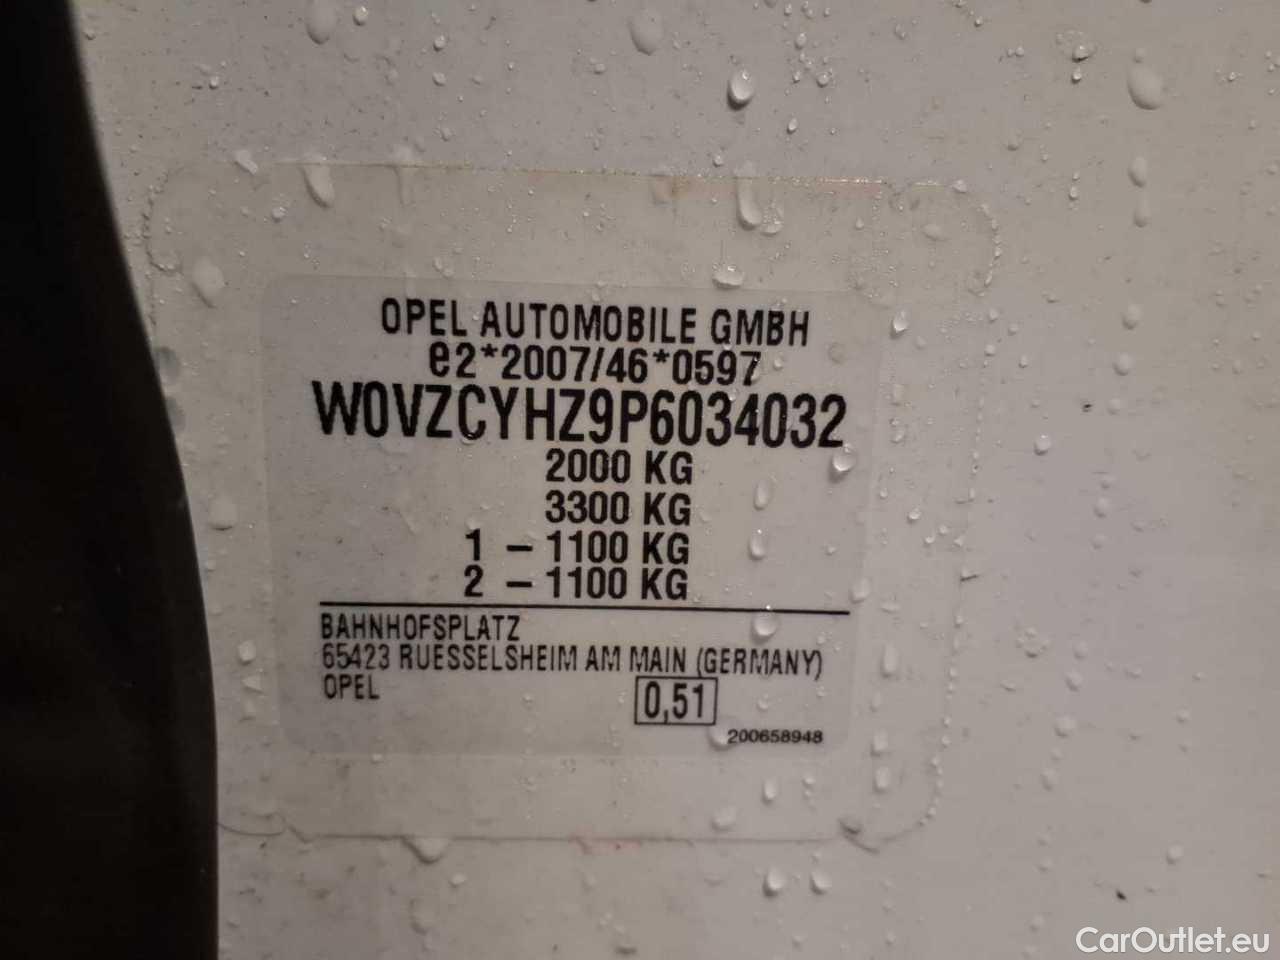 OPEL AUTOMOBILE GMBH
e2*2007/46*0597
W0VZCYHZ9P6034032
2000 KG
3300 KG
1 - 1100 KG
2 - 1100 KG
BAHNHOFSPLATZ
65423 RUESSELSHEIM AM MAIN (GERMANY)
OPEL
0,51
200658948
CarOutlet.eu